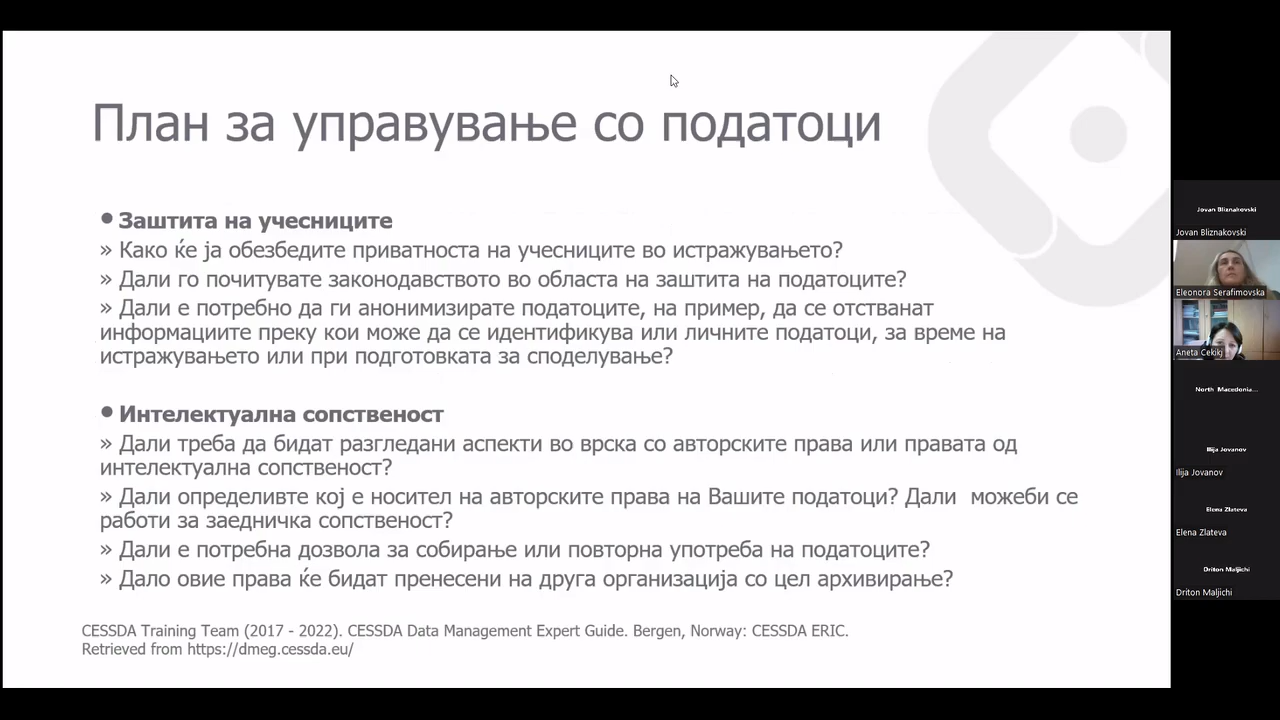 План за управување со податоци
• Заштита на учесниците
» Како ќе ја обезбедите приватноста на учесниците во истражувањето?
» Дали го почитувате законодавството во областа на заштита на податоците?
» Дали е потребно да ги анонимизирате податоците, на пример, да се отстванат
информациите преку кои може да се идентификува или личните податоци, за време на
истражувањето или при подготовката за споделување?
• Интелектуална сопственост
» Дали треба да бидат разгледани аспекти во врска со авторските права или правата од
интелектуална сопственост?
» Дали определивте кој е носител на авторските права на Вашите податоци? Дали  можеби се
работи за заедничка сопственост?
» Дали е потребна дозвола за собирање или повторна употреба на податоците?
» Дало овие права ќе бидат пренесени на друга организација со цел архивирање?
CESSDA Training Team (2017 - 2022). CESSDA Data Management Expert Guide. Bergen, Norway: CESSDA ERIC.
Retrieved from https://dmeg.cessda.eu/
Jovan Bliznakovski
Jovan Bliznakovski
Eleonora Serafimovska
Aneta Cekikj
North Macedonia...
Ilija Jovanov
Ilija Jovanov
Elena Zlateva
Elena Zlateva
Driton Maljichi
Driton Maljichi